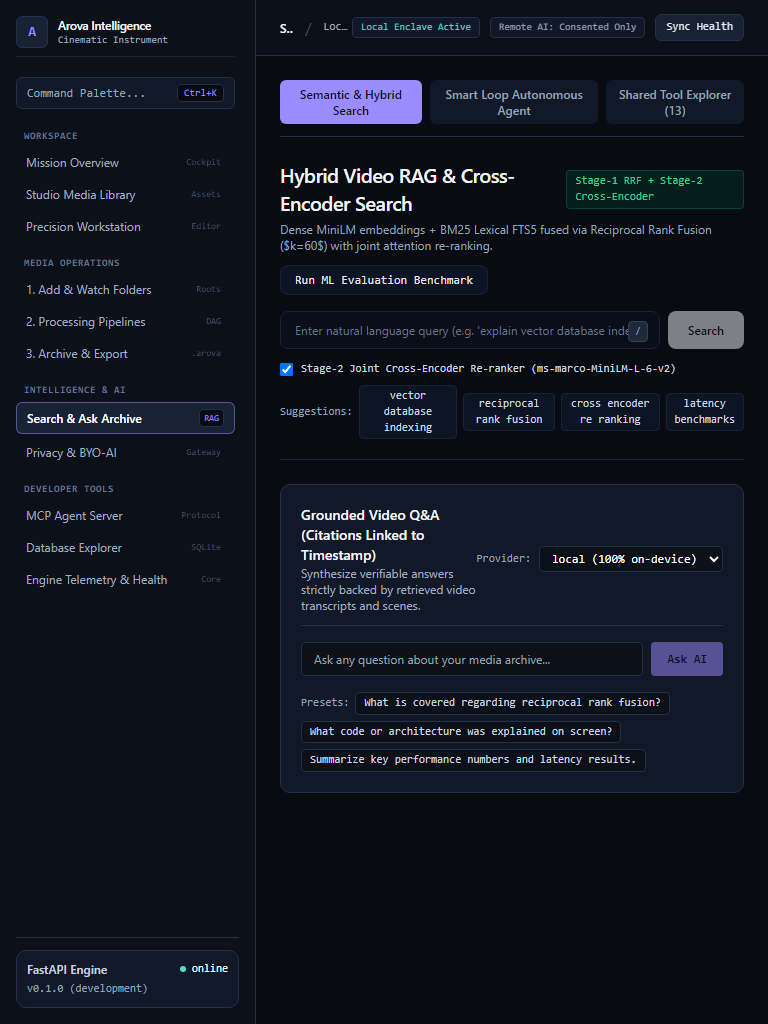 A
Arova Intelligence
Cinematic Instrument
Command Palette... Ctrl+K
WORKSPACE
Mission Overview Cockpit
Studio Media Library Assets
Precision Workstation Editor
MEDIA OPERATIONS
1. Add & Watch Folders Roots
2. Processing Pipelines DAG
3. Archive & Export .arova
INTELLIGENCE & AI
Search & Ask Archive RAG
Privacy & BYO-AI Gateway
DEVELOPER TOOLS
MCP Agent Server Protocol
Database Explorer SQLite
Engine Telemetry & Health Core
FastAPI Engine online
v0.1.0 (development)
S.. / Loc… Local Enclave Active Remote AI: Consented Only Sync Health
Semantic & Hybrid
Search
Smart Loop Autonomous
Agent
Shared Tool Explorer
(13)
Hybrid Video RAG & Cross-
Encoder Search
Stage-1 RRF + Stage-2
Cross-Encoder
Dense MiniLM embeddings + BM25 Lexical FTS5 fused via Reciprocal Rank Fusion
($k=60$) with joint attention re-ranking.
Run ML Evaluation Benchmark
Enter natural language query (e.g. 'explain vector database inde /
Search
Stage-2 Joint Cross-Encoder Re-ranker (ms-marco-MiniLM-L-6-v2)
Suggestions:
vector
database
indexing
reciprocal
rank fusion
cross encoder
re ranking
latency
benchmarks
Grounded Video Q&A
(Citations Linked to
Timestamp)
Synthesize verifiable answers
strictly backed by retrieved video
transcripts and scenes.
Provider: local (100% on-device)
Ask any question about your media archive...
Ask AI
Presets: What is covered regarding reciprocal rank fusion?
What code or architecture was explained on screen?
Summarize key performance numbers and latency results.